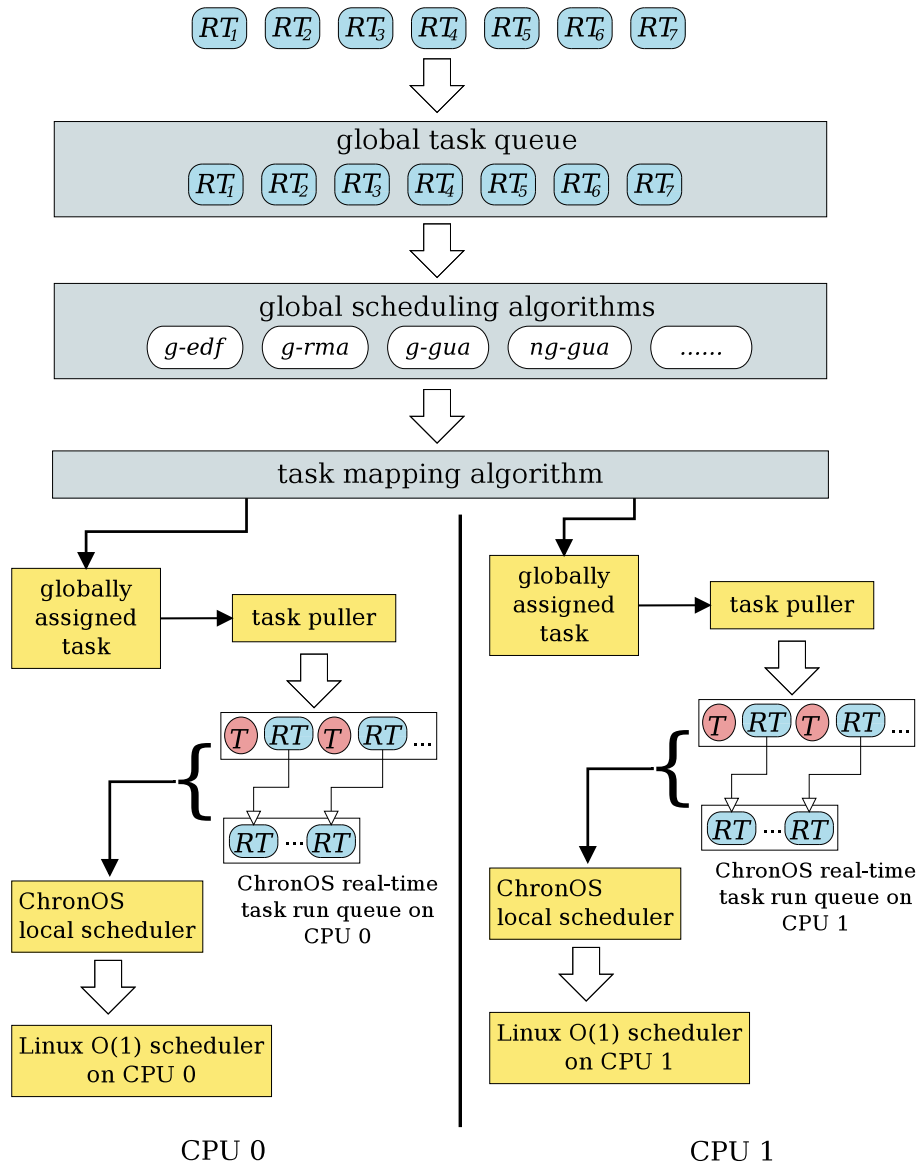 RT1 RT2 RT3 RT4 RT5 RT6 RT7
global task queue
RT1 RT2 RT3 RT4 RT5 RT6 RT7
global scheduling algorithms
g-edf g-rma g-gua ng-gua ......
task mapping algorithm
globally
assigned
task
task puller
T RT T RT ...
RT ... RT
ChronOS real-time
task run queue on
CPU 0
ChronOS
local scheduler
Linux O(1) scheduler
on CPU 0
CPU 0
globally
assigned
task
task puller
T RT T RT ...
RT ... RT
ChronOS real-time
task run queue on
CPU 1
ChronOS
local scheduler
Linux O(1) scheduler
on CPU 1
CPU 1